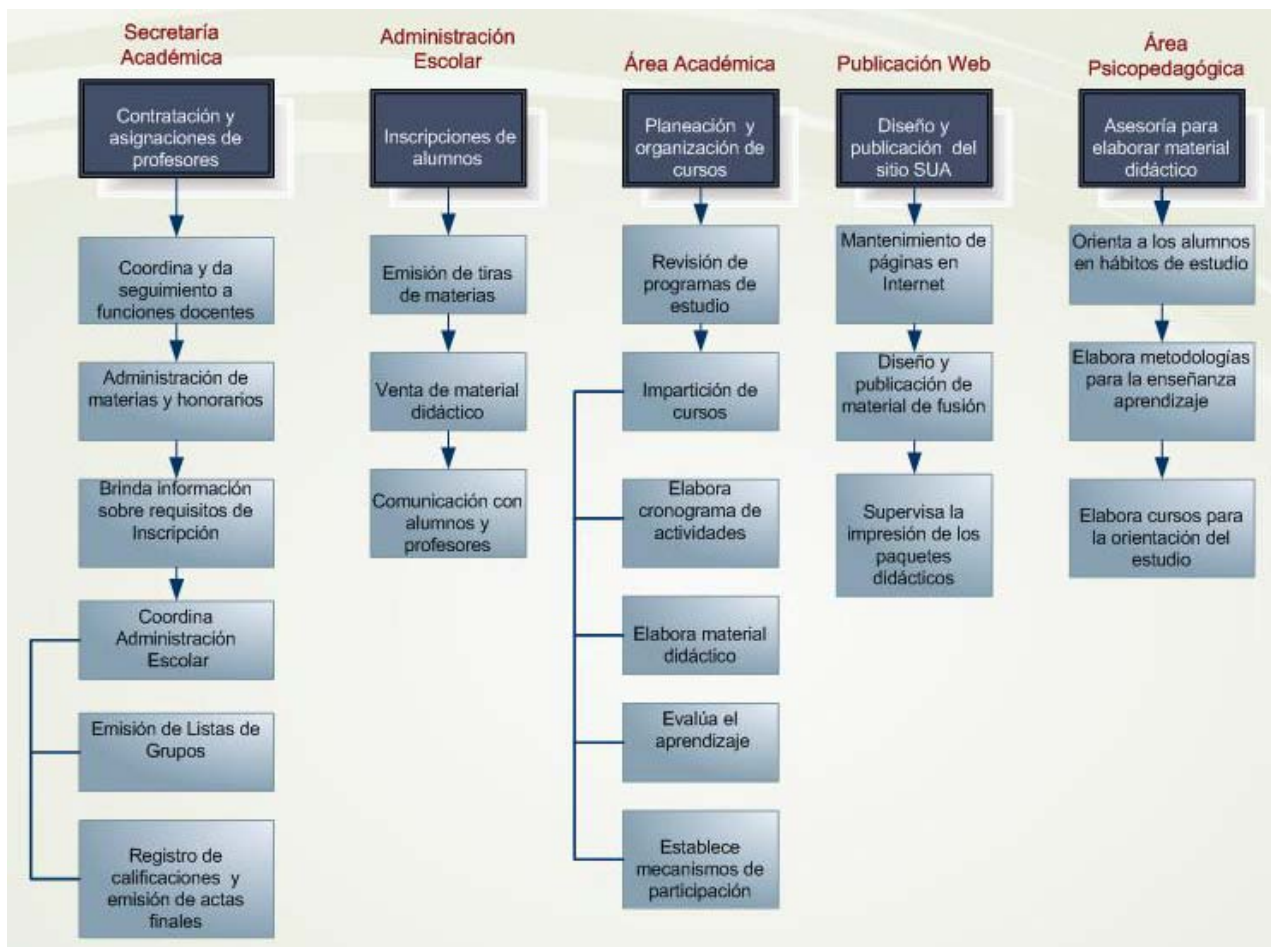 Secretaría
Académica
Contratación y
asignaciones de
profesores
Coordina y da
seguimiento a
funciones docentes
Administración de
materias y honorarios
Brinda información
sobre requisitos de
Inscripción
Coordina
Administración
Escolar
Emisión de Listas de
Grupos
Registro de
calificaciones y
emisión de actas
finales
Administración
Escolar
Inscripciones de
alumnos
Emisión de tiras
de materias
Venta de material
didáctico
Comunicación con
alumnos y
profesores
Área Académica
Planeación y
organización de
cursos
Revisión de
programas de
estudio
Impartición de
cursos
Elabora
cronograma de
actividades
Elabora material
didáctico
Evalúa el
aprendizaje
Establece
mecanismos de
participación
Publicación Web
Diseño y
publicación del
sitio SUA
Mantenimiento de
páginas en
Internet
Diseño y
publicación de
material de fusión
Supervisa la
impresión de los
paquetes
didácticos
Área
Psicopedagógica
Asesoría para
elaborar material
didáctico
Orienta a los alumnos
en hábitos de estudio
Elabora metodologías
para la enseñanza
aprendizaje
Elabora cursos para
la orientación del
estudio